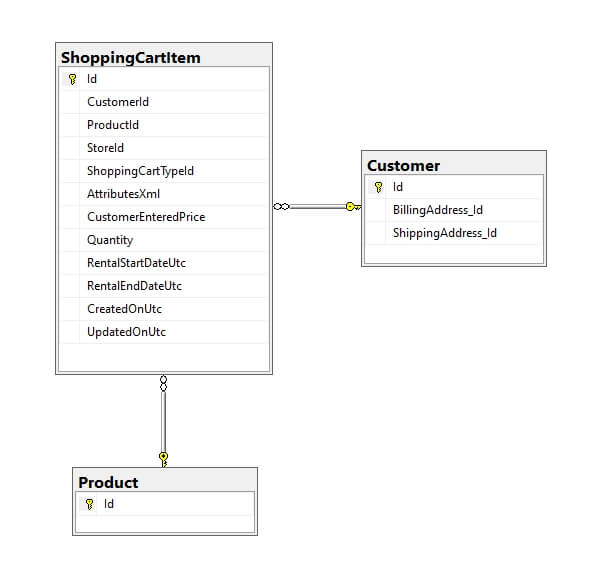 ShoppingCartItem
Id
CustomerId
ProductId
StoreId
ShoppingCartTypeId
AttributesXml
CustomerEnteredPrice
Quantity
RentalStartDateUtc
RentalEndDateUtc
CreatedOnUtc
UpdatedOnUtc
Customer
Id
BillingAddress_Id
ShippingAddress_Id
Product
Id